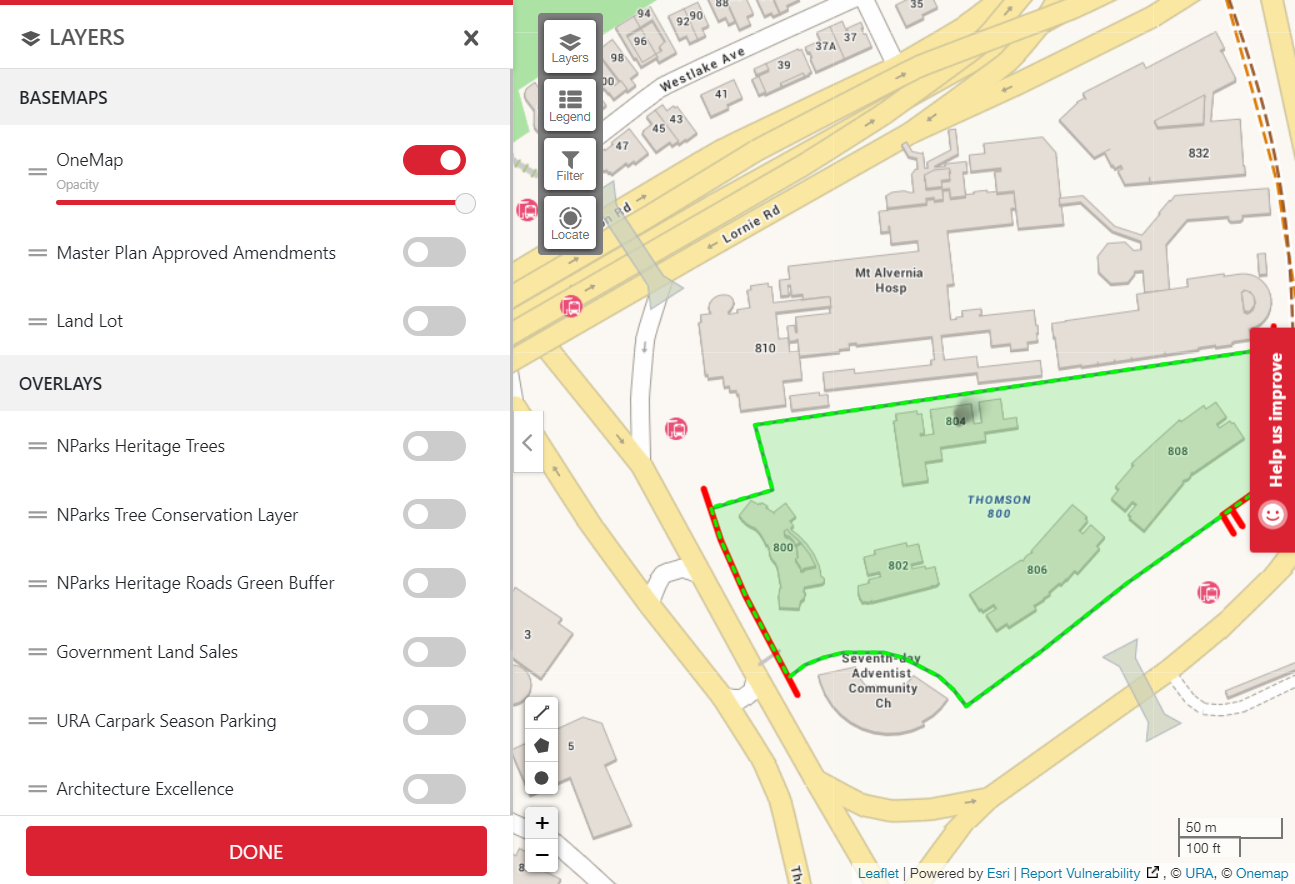 LAYERS
BASEMAPS
OneMap
Opacity
Master Plan Approved Amendments
Land Lot
OVERLAYS
NParks Heritage Trees
NParks Tree Conservation Layer
NParks Heritage Roads Green Buffer
Government Land Sales
URA Carpark Season Parking
Architecture Excellence
DONE
Layers
Legend
Filter
Locate
94
92
90
88
35
96
98
37
37A
39
Westlake Ave
41
43
45
47
Lornie Rd
832
Mt Alvernia
Hosp
810
804
808
THOMSON
800
800
802
806
Seventh-day
Adventist
Community
Ch
3
5
Help us improve
+
−
50 m
100 ft
Leaflet | Powered by Esri | Report Vulnerability , © URA, © Onemap